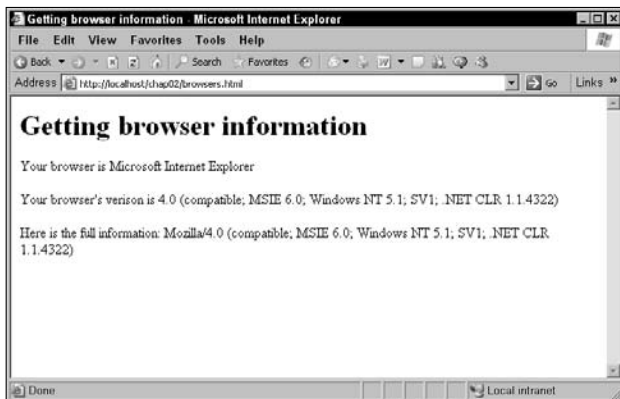 Getting browser information - Microsoft Internet Explorer
File Edit View Favorites Tools Help
Back Search Favorites
Address http://localhost/chap02/browsers.html Go Links »
Getting browser information
Your browser is Microsoft Internet Explorer
Your browser's verison is 4.0 (compatible; MSIE 6.0; Windows NT 5.1; SV1; .NET CLR 1.1.4322)
Here is the full information: Mozilla/4.0 (compatible; MSIE 6.0; Windows NT 5.1; SV1; .NET CLR
1.1.4322)
Done Local intranet